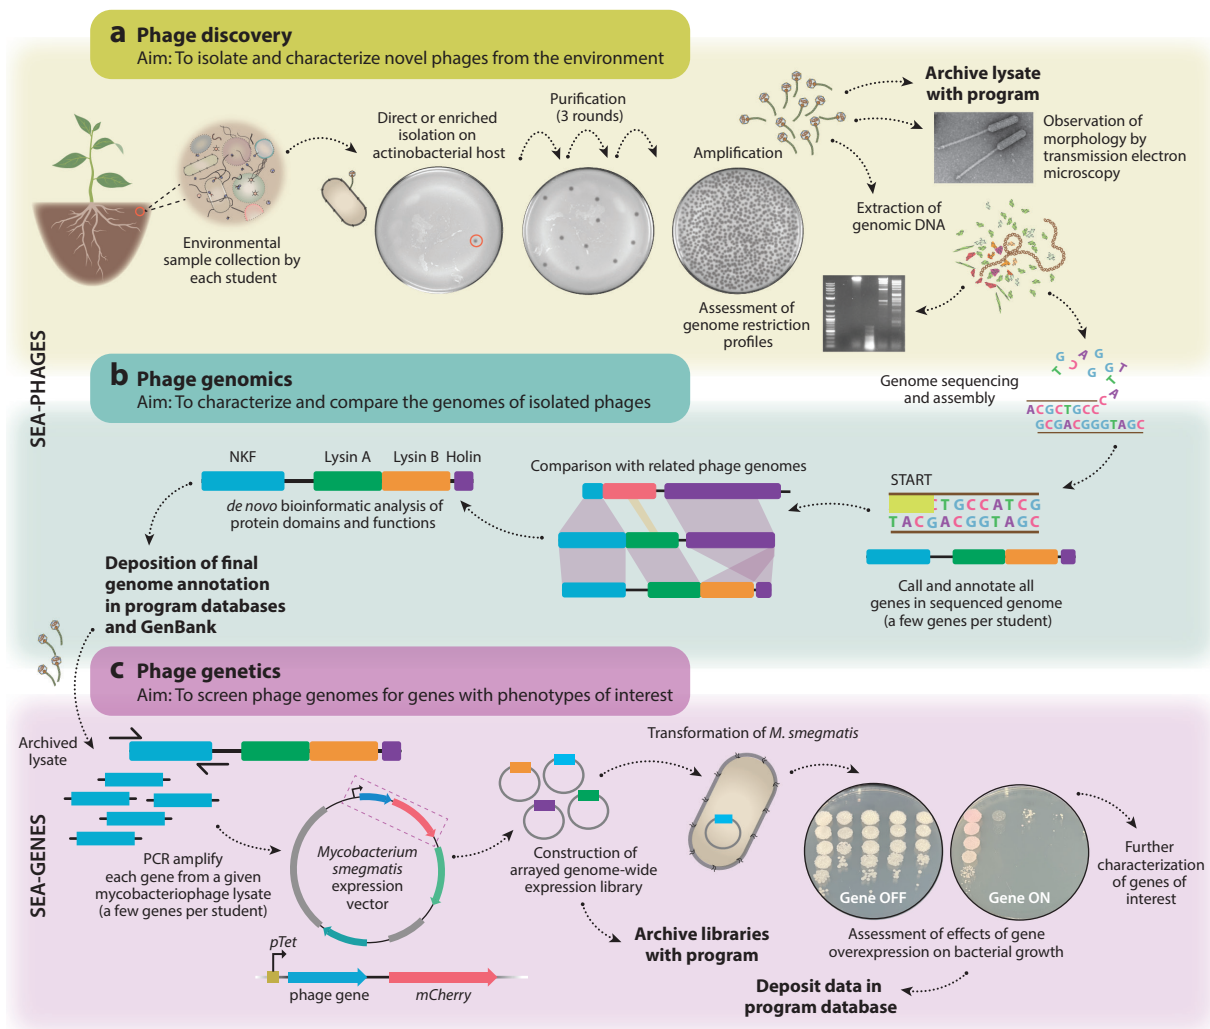 a Phage discovery
Aim: To isolate and characterize novel phages from the environment
Environmental
sample collection by
each student
Direct or enriched
isolation on
actinobacterial host
Purification
(3 rounds)
Amplification
Archive lysate
with program
Observation of
morphology by
transmission electron
microscopy
Extraction of
genomic DNA
Assessment of
genome restriction
profiles
SEA-PHAGES
b Phage genomics
Aim: To characterize and compare the genomes of isolated phages
Genome sequencing
and assembly
T G C A G G G T T A C
ACGCTGCC
GCGACGGGTAGC
START
CTGCCATCG
TACGACGGTAGC
Call and annotate all
genes in sequenced genome
(a few genes per student)
Comparison with related phage genomes
NKF Lysin A Lysin B Holin
de novo bioinformatic analysis of
protein domains and functions
Deposition of final
genome annotation
in program databases
and GenBank
c Phage genetics
Aim: To screen phage genomes for genes with phenotypes of interest
SEA-GENES
Archived
lysate
PCR amplify
each gene from a given
mycobacteriophage lysate
(a few genes per student)
Mycobacterium
smegmatis
expression
vector
pTet
phage gene mCherry
Construction of
arrayed genome-wide
expression library
Archive libraries
with program
Transformation of M. smegmatis
Gene OFF
Gene ON
Assessment of effects of gene
overexpression on bacterial growth
Further
characterization
of genes of
interest
Deposit data in
program database